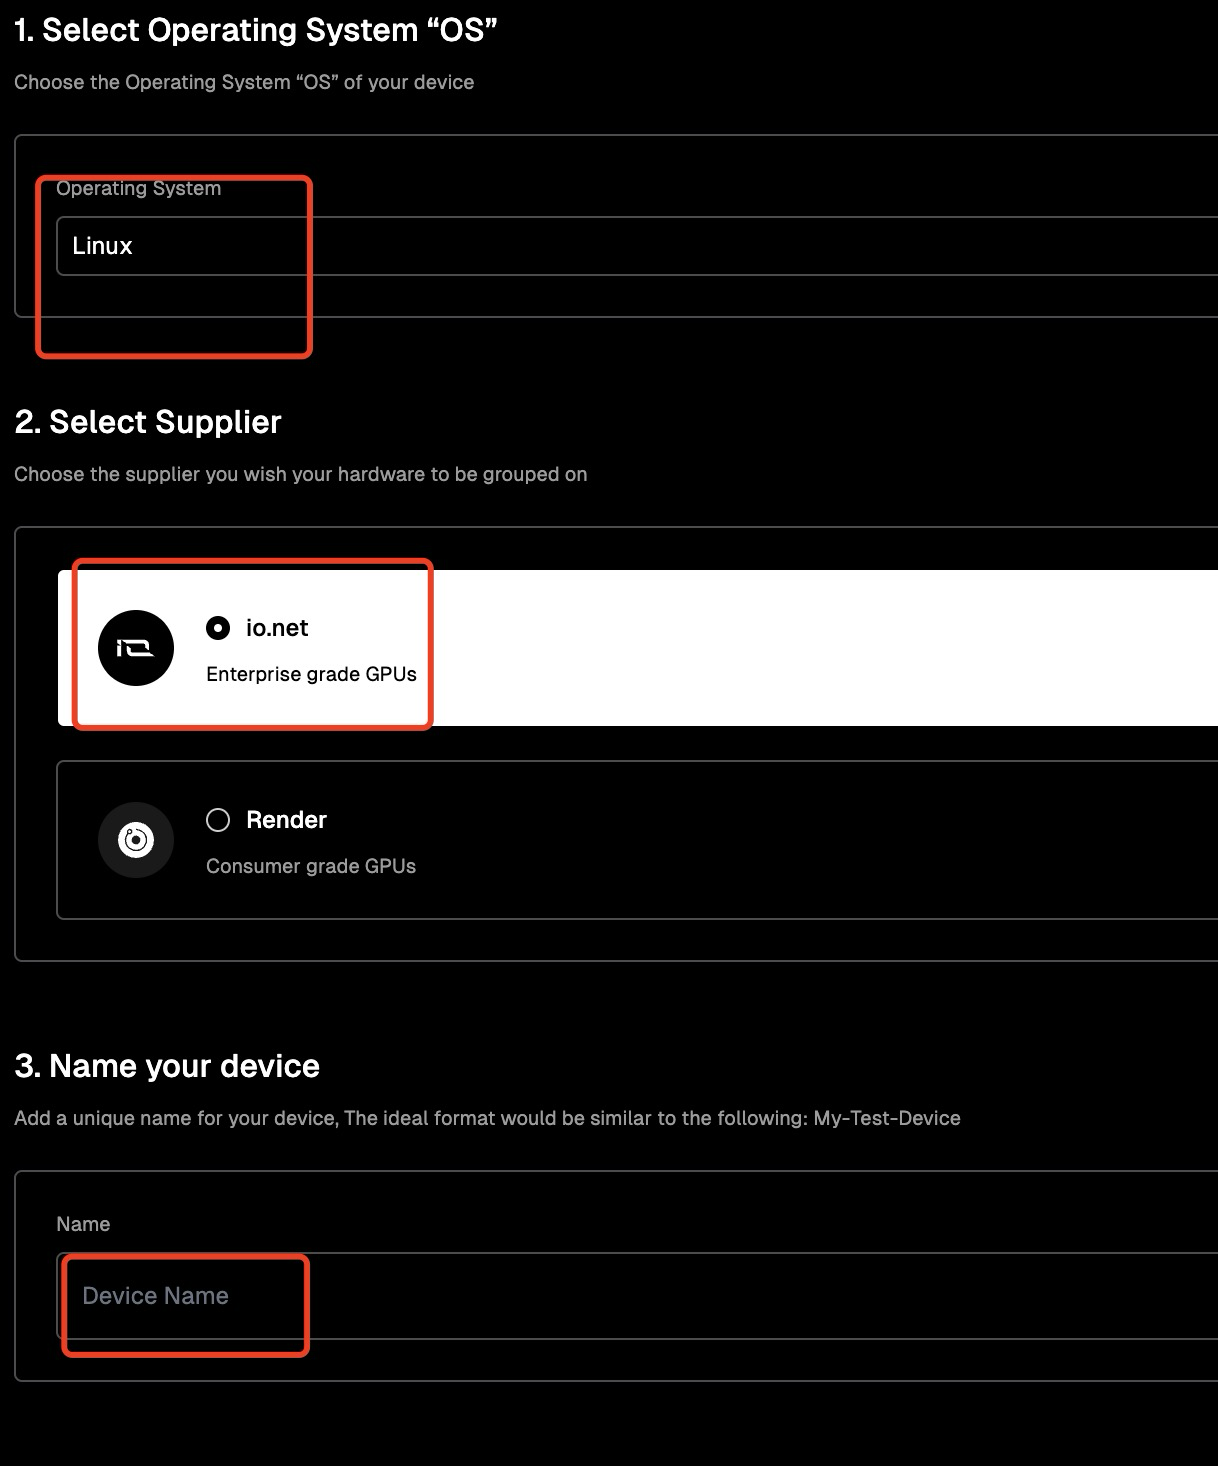 1. Select Operating System “OS”
Choose the Operating System “OS” of your device
Operating System
Linux
2. Select Supplier
Choose the supplier you wish your hardware to be grouped on
io.net
Enterprise grade GPUs
Render
Consumer grade GPUs
3. Name your device
Add a unique name for your device, The ideal format would be similar to the following: My-Test-Device
Name
Device Name